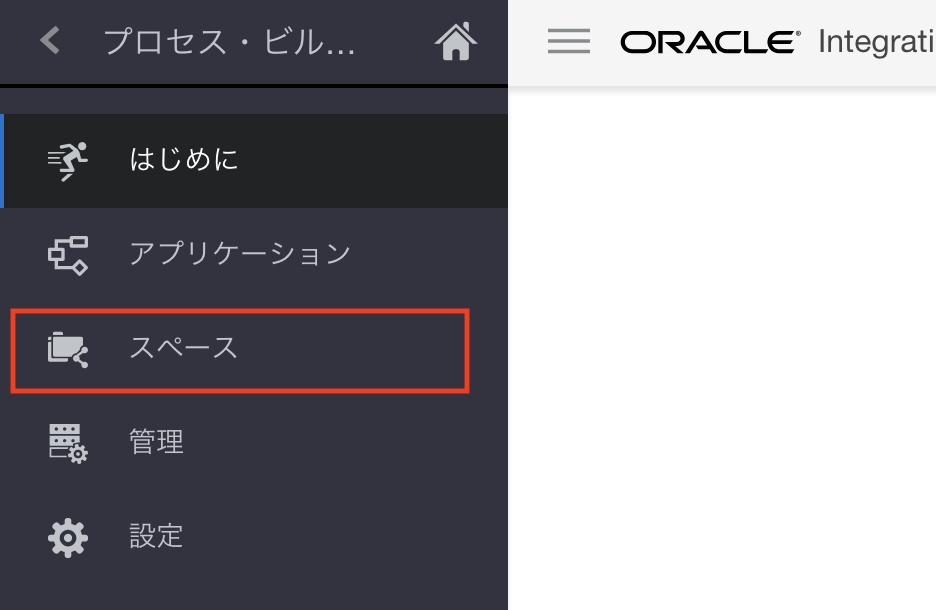 プロセス・ビル...
ORACLE® Integrati
はじめに
アプリケーション
スペース
管理
設定